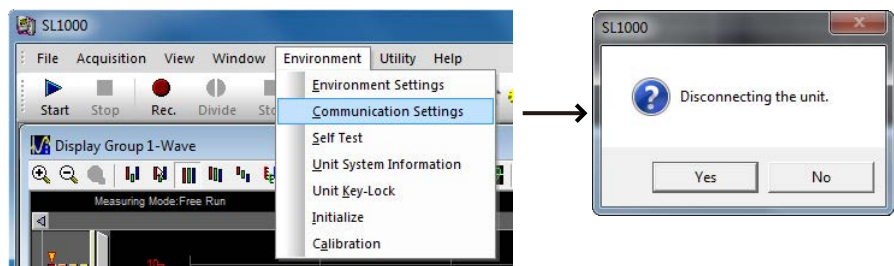 SL1000
File Acquisition View Window Environment Utility Help
Start Stop Rec. Divide
Environment Settings
Communication Settings
Self Test
Unit System Information
Unit Key-Lock
Initialize
Calibration
Display Group 1-Wave
Measuring Mode:Free Run
SL1000
Disconnecting the unit.
Yes No